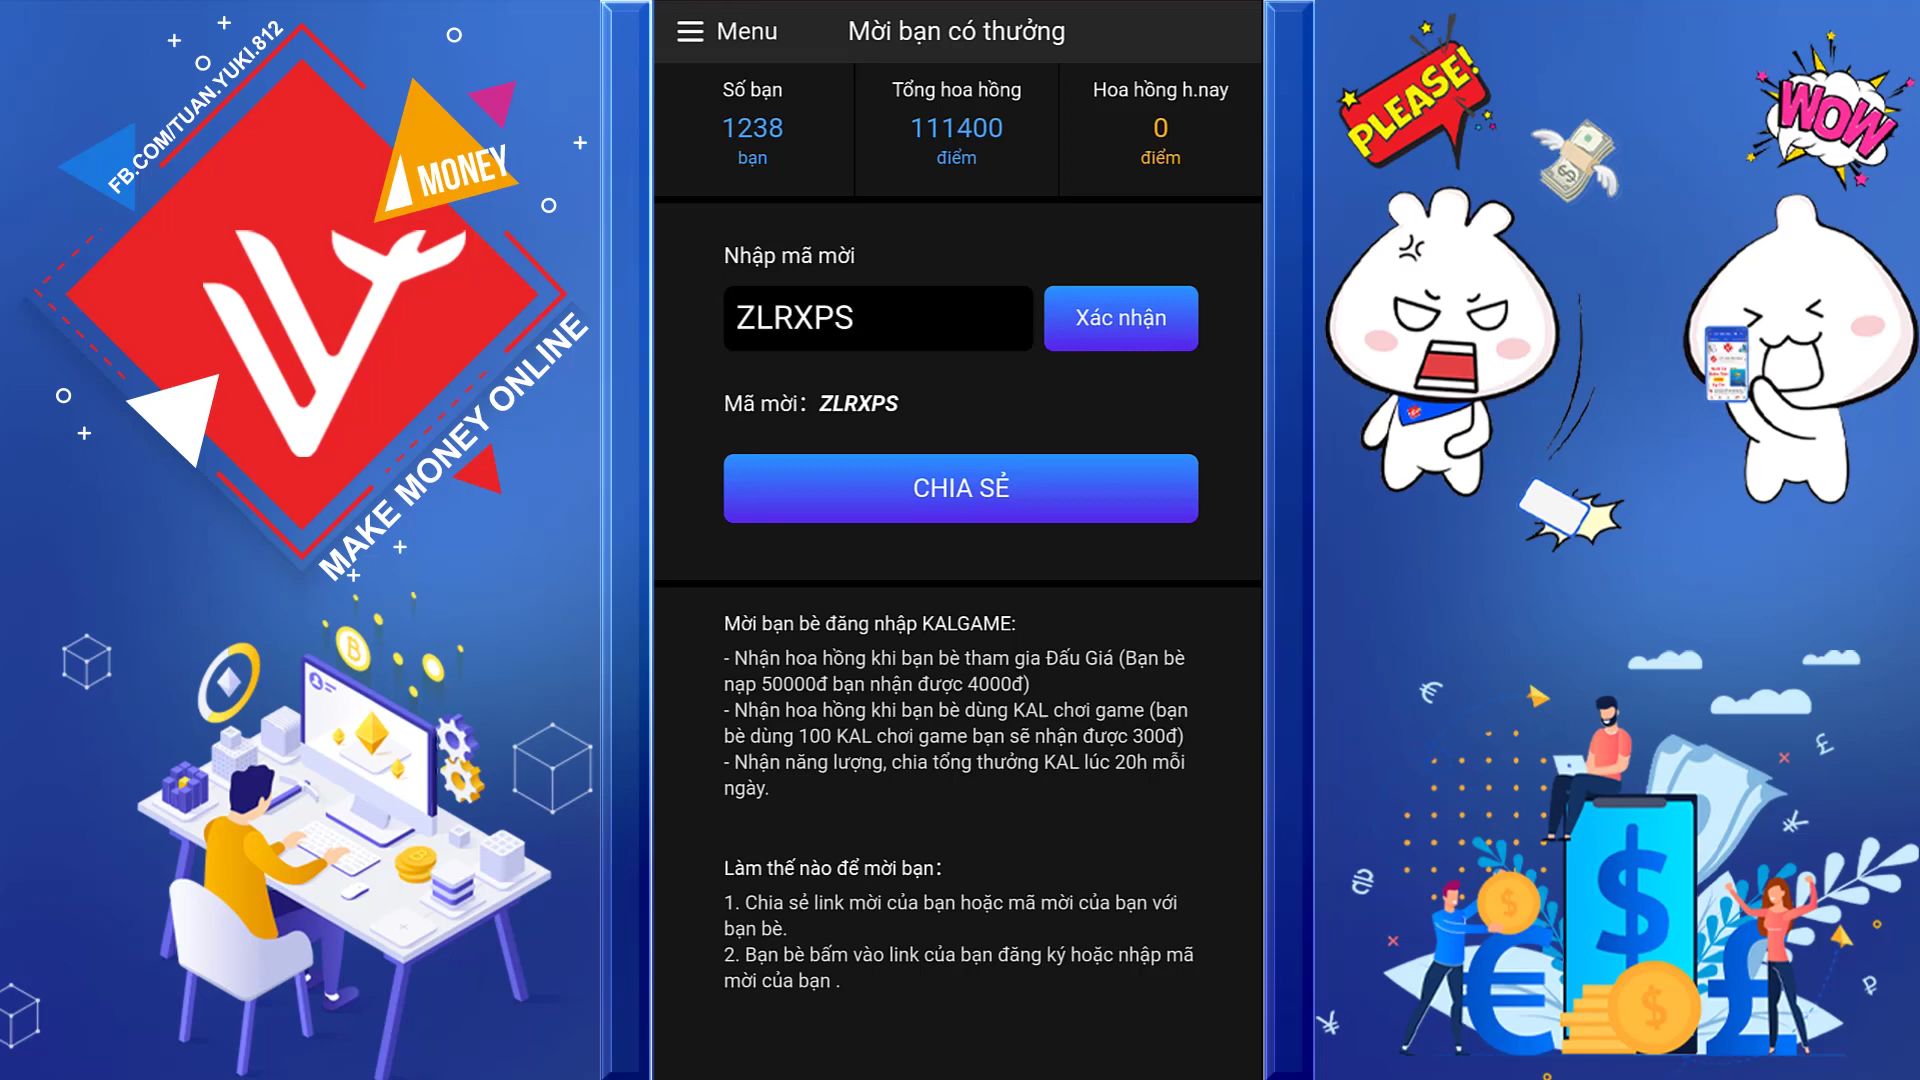 FB.COM/TUAN.YUKI.812
MONEY
MAKE MONEY ONLINE
Menu
Mời bạn có thưởng
Số bạn
1238
bạn
Tổng hoa hồng
111400
điểm
Hoa hồng h.nay
0
điểm
Nhập mã mời
ZLRXPS
Xác nhận
Mã mời: ZLRXPS
CHIA SẺ
Mời bạn bè đăng nhập KALGAME:
- Nhận hoa hồng khi bạn bè tham gia Đấu Giá (Bạn bè
nạp 50000đ bạn nhận được 4000đ)
- Nhận hoa hồng khi bạn bè dùng KAL chơi game (bạn
bè dùng 100 KAL chơi game bạn sẽ nhận được 300đ)
- Nhận năng lượng, chia tổng thưởng KAL lúc 20h mỗi
ngày.
Làm thế nào để mời bạn:
1. Chia sẻ link mời của bạn hoặc mã mời của bạn với
bạn bè.
2. Bạn bè bấm vào link của bạn đăng ký hoặc nhập mã
mời của bạn .
PLEASE!
WOW